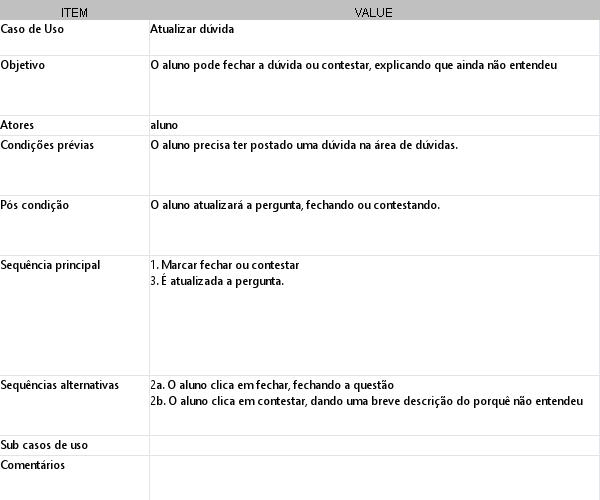 ITEM VALUE
Caso de Uso Atualizar dúvida
Objetivo O aluno pode fechar a dúvida ou contestar, explicando que ainda não entendeu
Atores aluno
Condições prévias O aluno precisa ter postado uma dúvida na área de dúvidas.
Pós condição O aluno atualizará a pergunta, fechando ou contestando.
Sequência principal 1. Marcar fechar ou contestar
3. É atualizada a pergunta.
Sequências alternativas 2a. O aluno clica em fechar, fechando a questão
2b. O aluno clica em contestar, dando uma breve descrição do porquê não entendeu
Sub casos de uso
Comentários